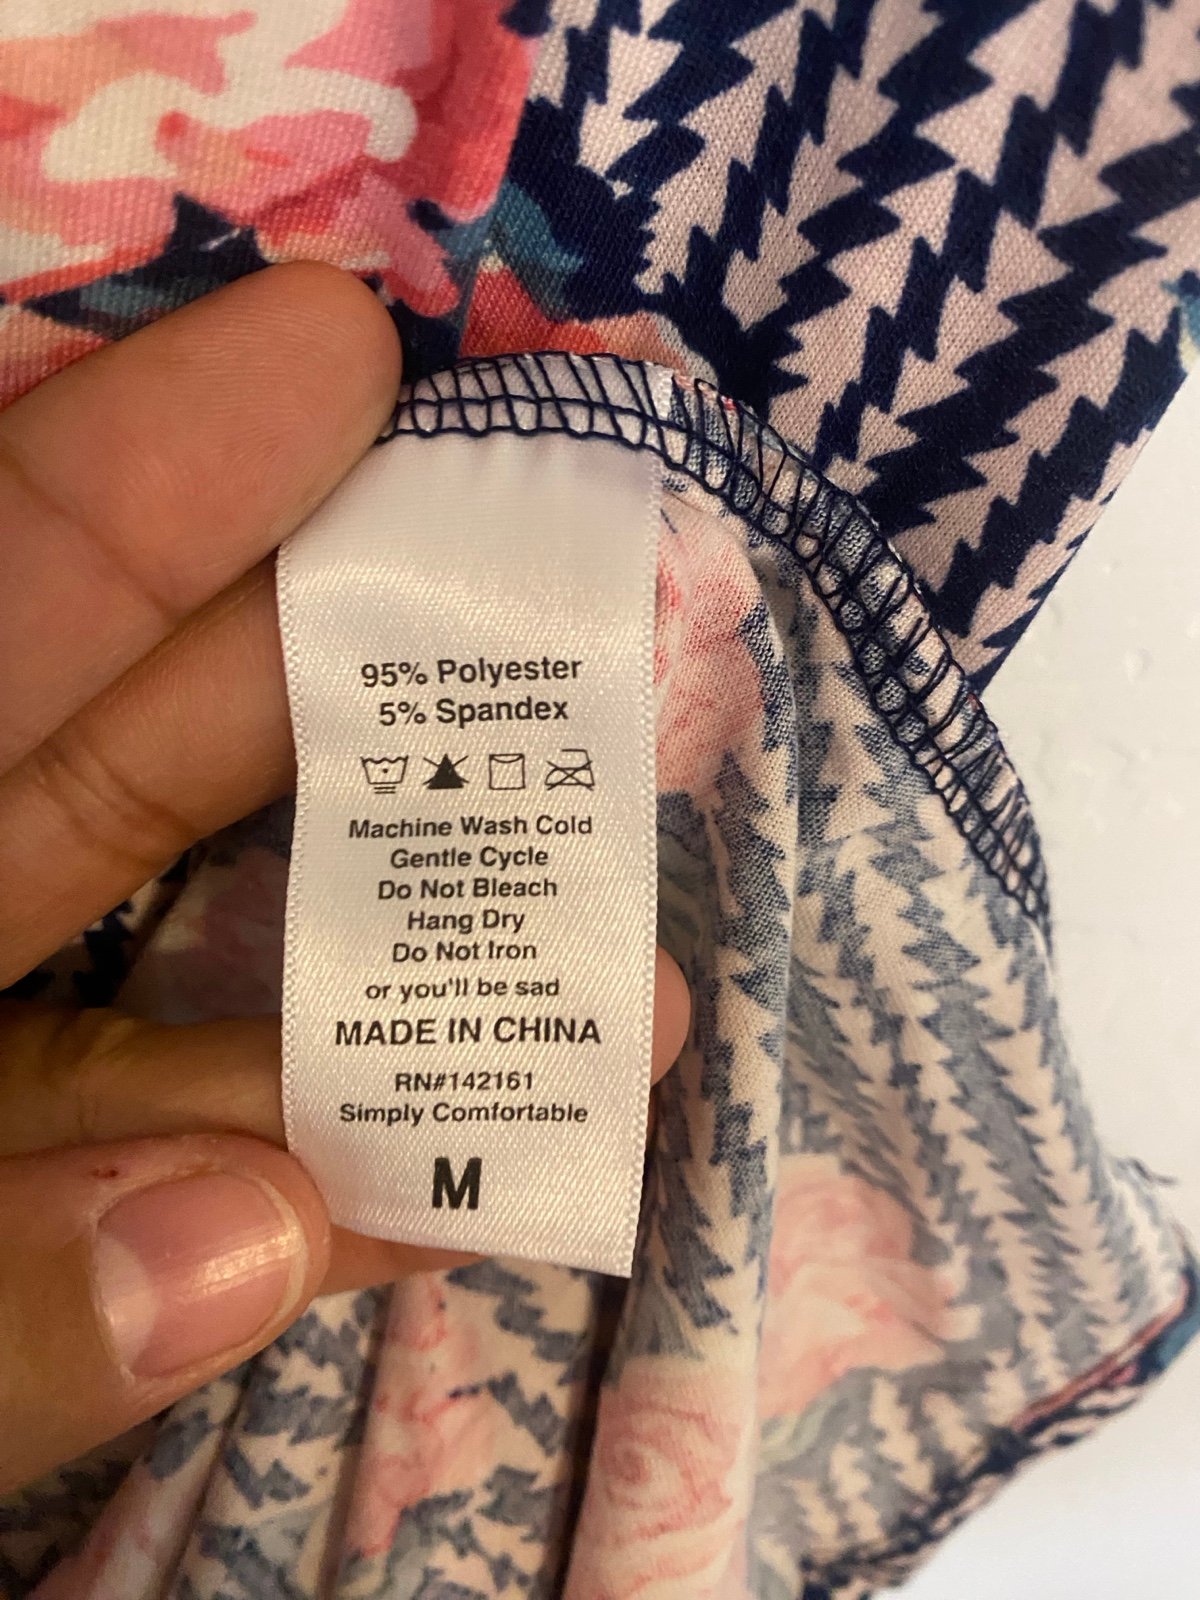 95% Polyester
5% Spandex
Machine Wash Cold
Gentle Cycle
Do Not Bleach
Hang Dry
Do Not Iron
or you'll be sad
MADE IN CHINA
RN#142161
Simply Comfortable
M